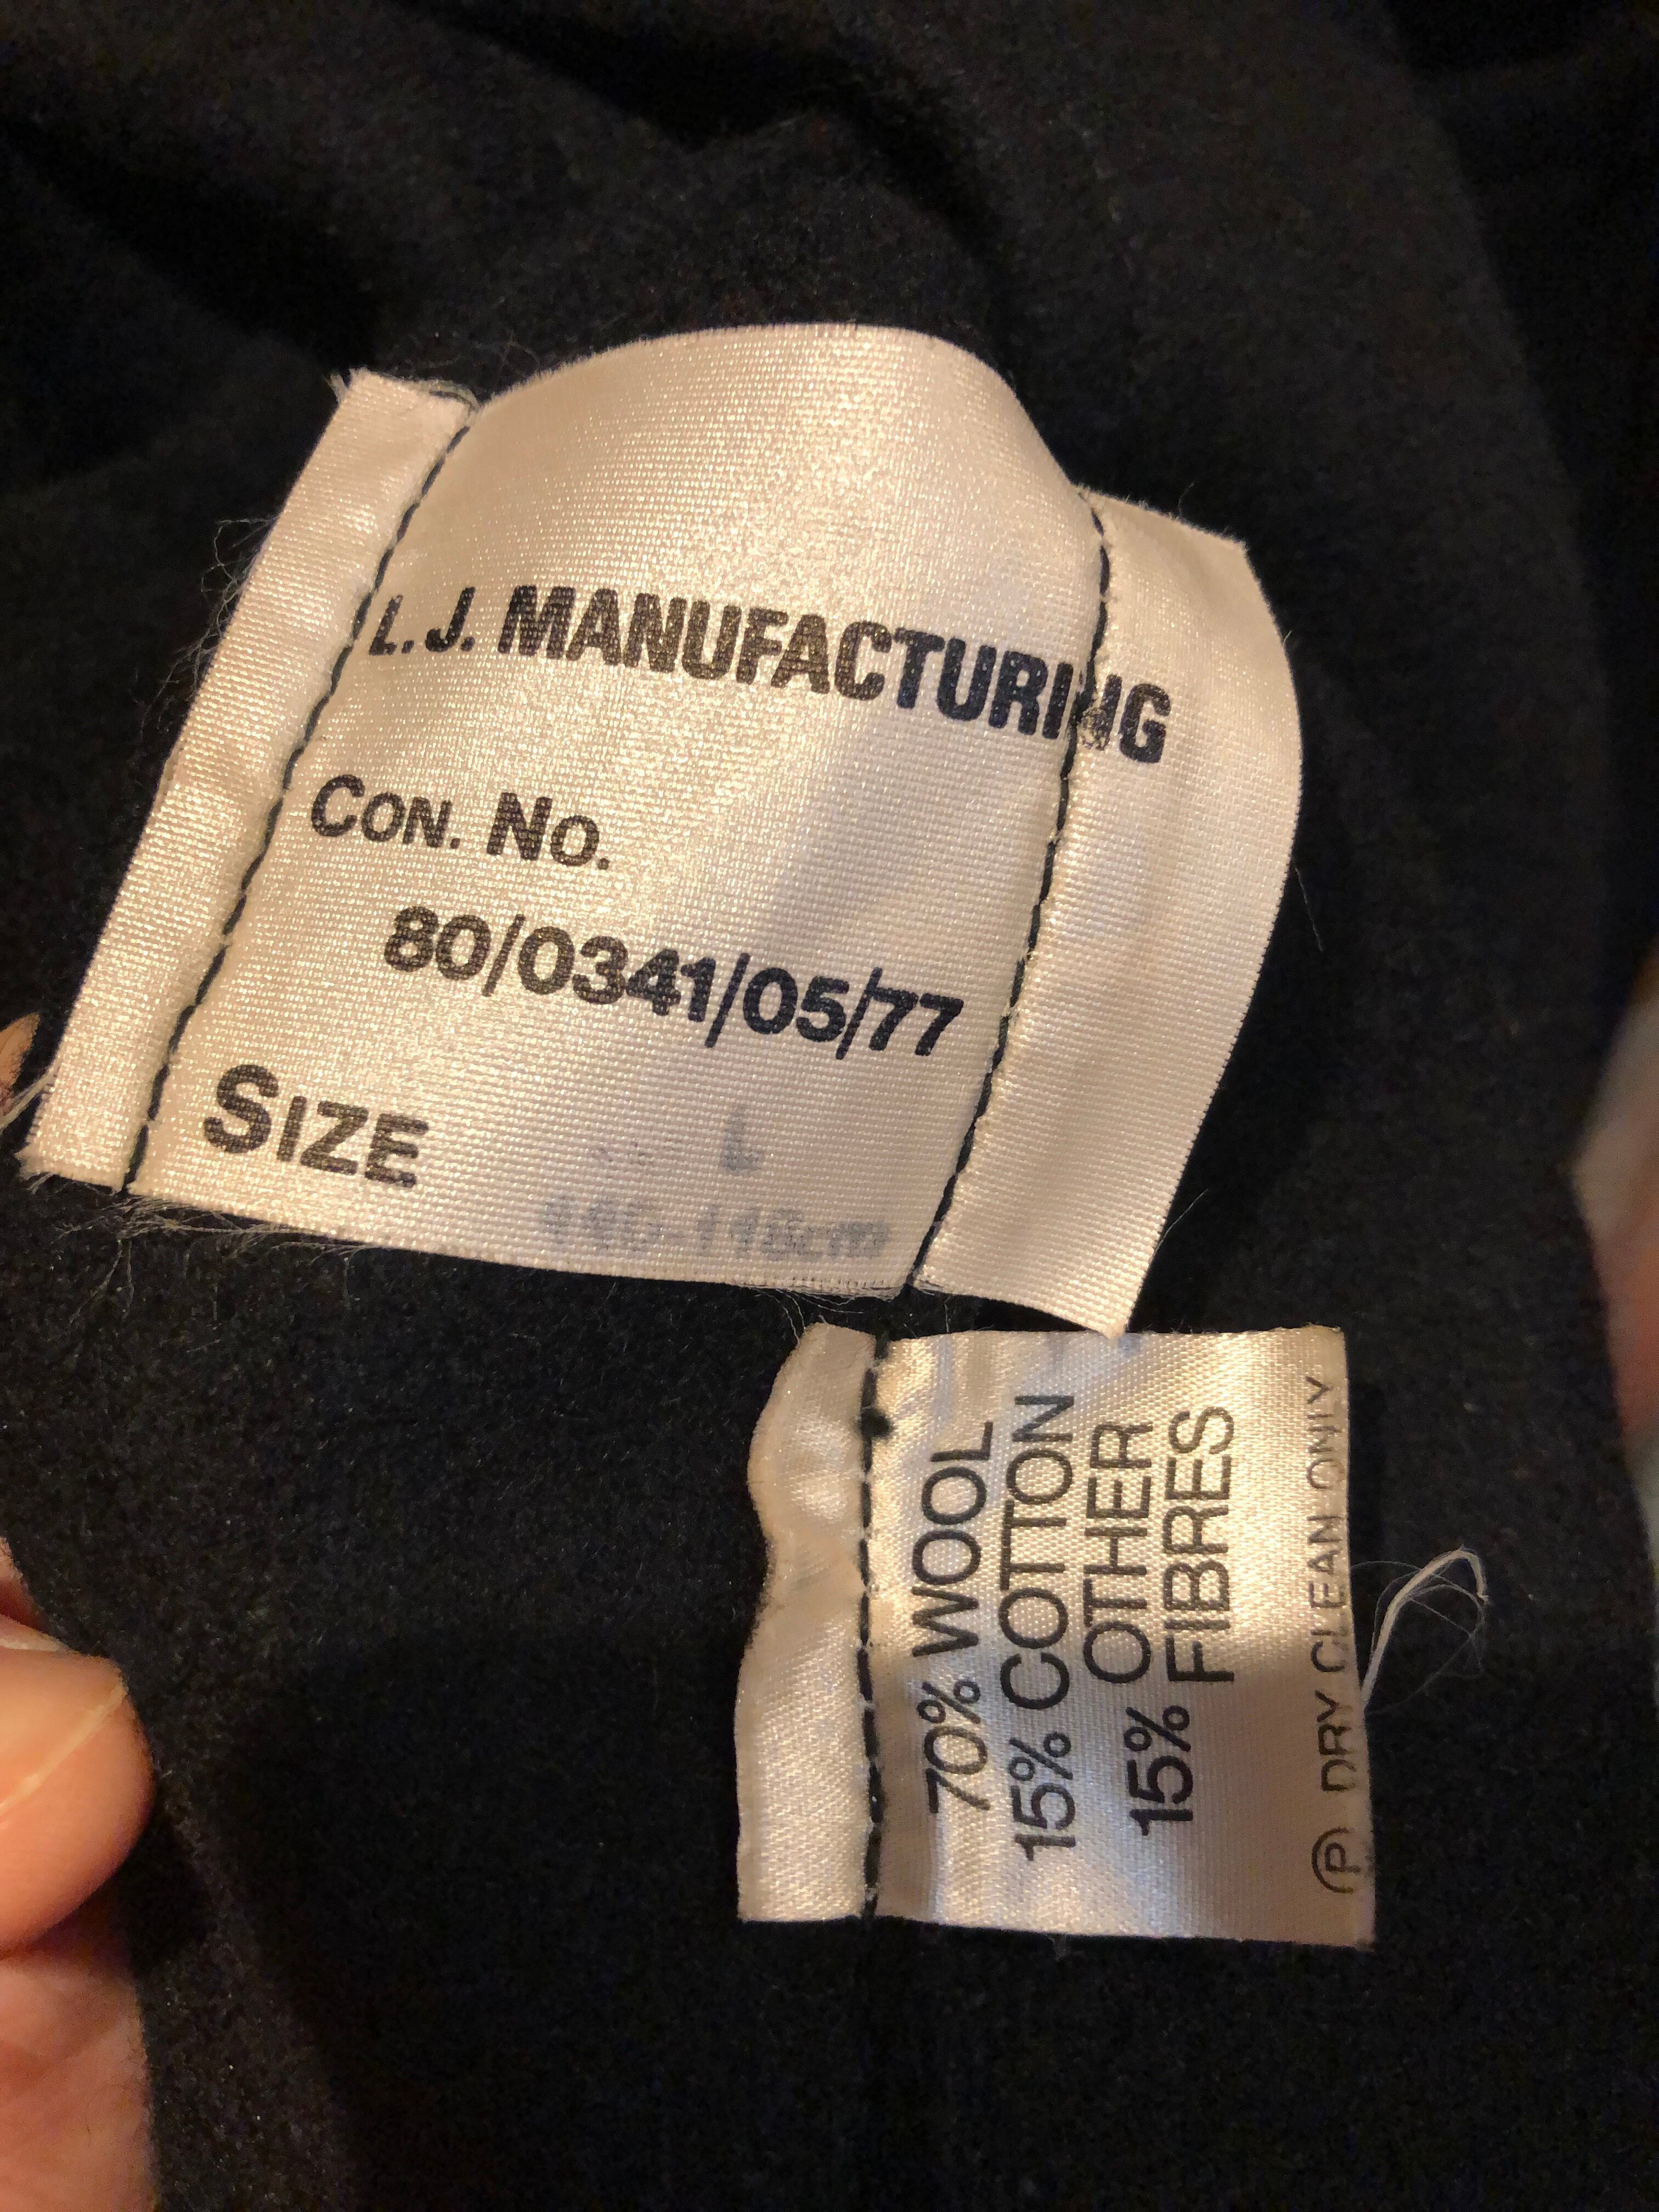 L.J. MANUFACTURING
CON. NO.
80/0341/05/77
SIZE
L
70% WOOL
15% COTTON
15% OTHER
FIBRES
Ⓟ DRY CLEAN ONLY